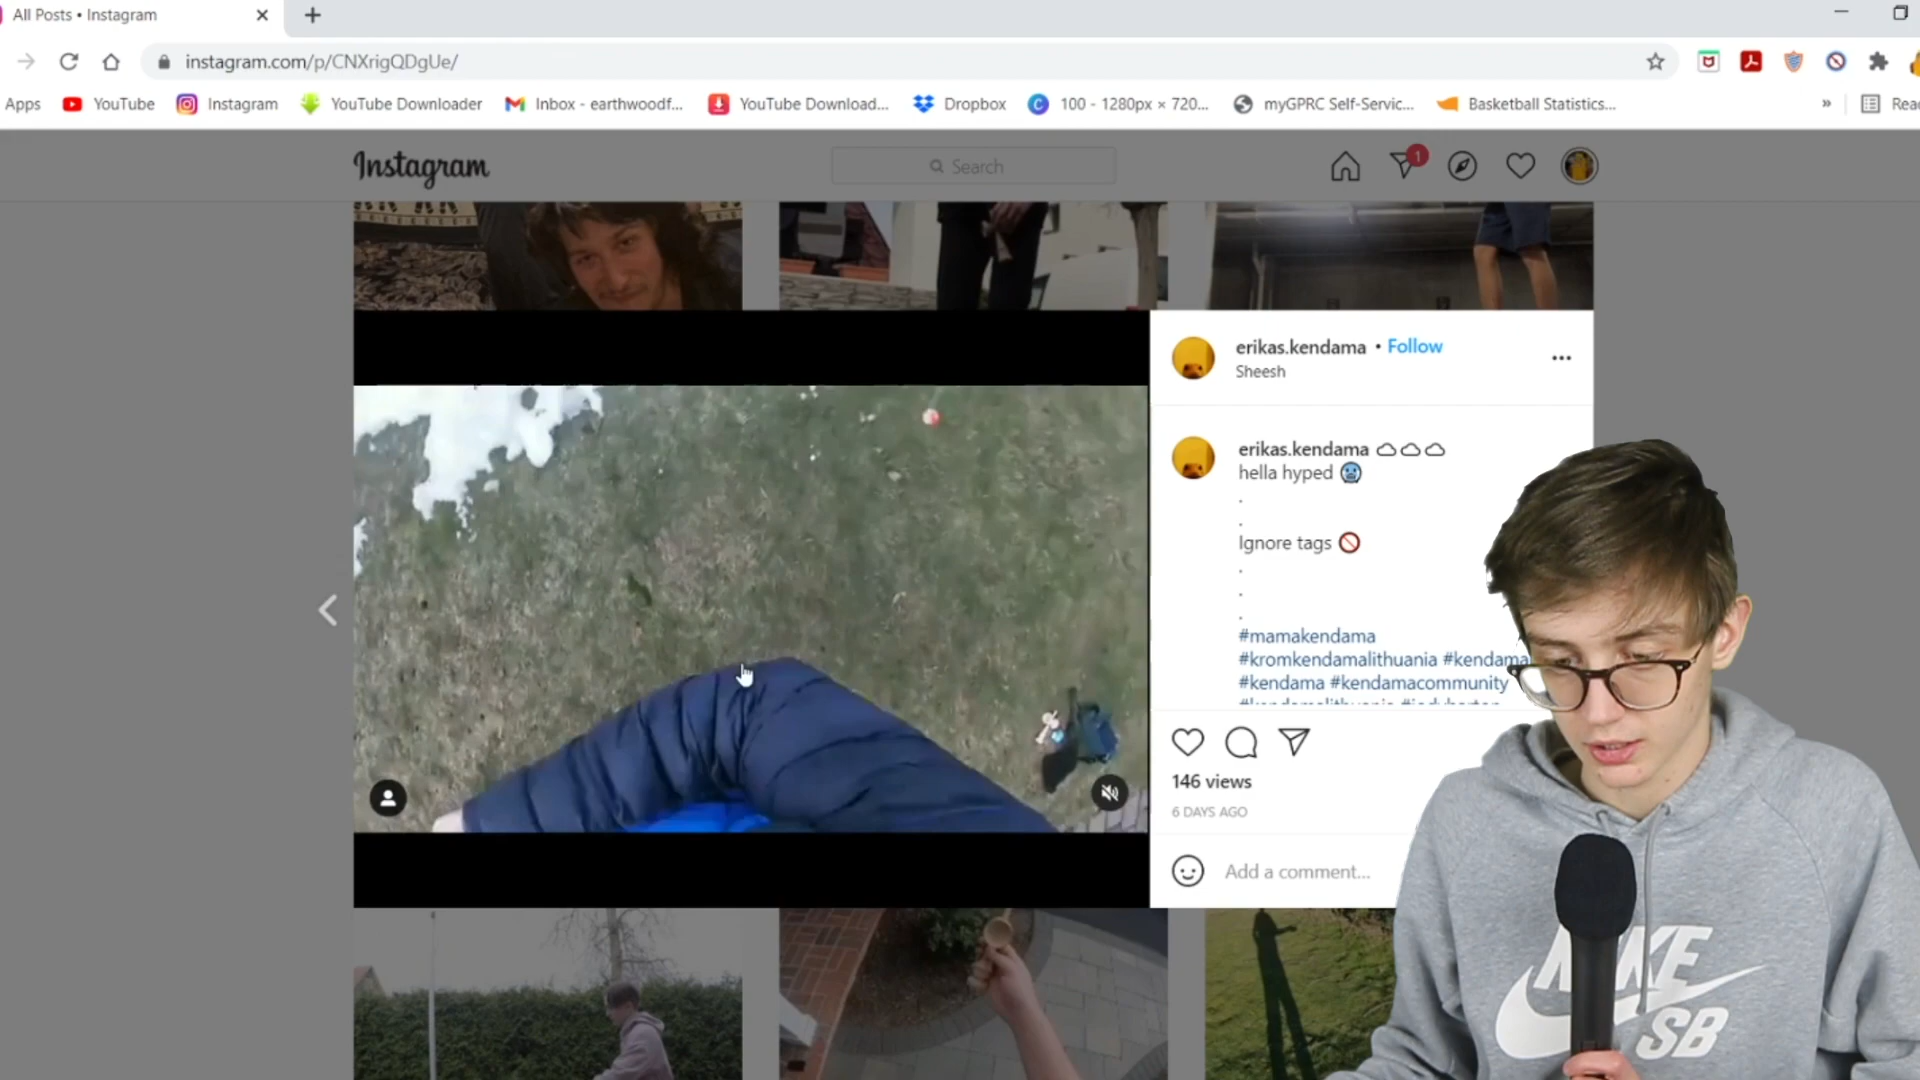 All Posts • Instagram
instagram.com/p/CNXrigQDgUe/
Apps YouTube Instagram YouTube Downloader Inbox - earthwoodf... YouTube Download... Dropbox 100 - 1280px × 720... myGPRC Self-Servic... Basketball Statistics... »
Instagram
Search
1
erikas.kendama • Follow
Sheesh
erikas.kendama
hella hyped
.
.
Ignore tags
.
.
.
#mamakendama
#kromkendamalithuania #kendama
#kendama #kendamacommunity
146 views
6 DAYS AGO
Add a comment...
NIKE
SB